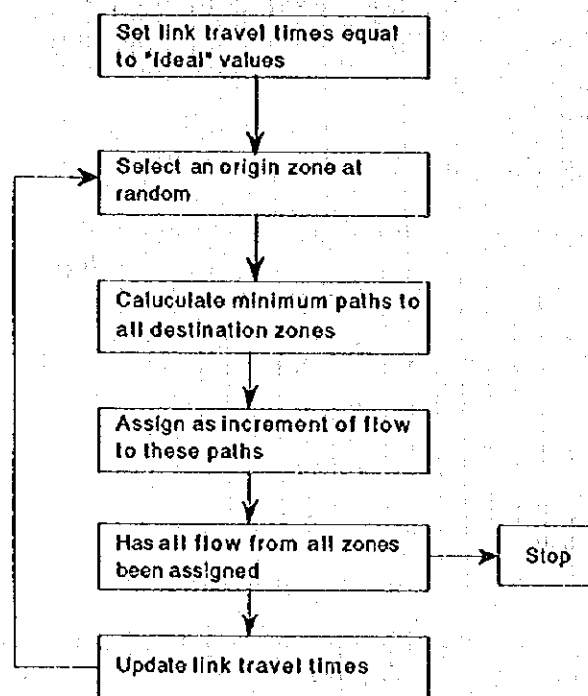 Set link travel times equal
to "ideal" values
Select an origin zone at
random
Caluculate minimum paths to
all destination zones
Assign as increment of flow
to these paths
Has all flow from all zones
been assigned
Stop
Update link travel times